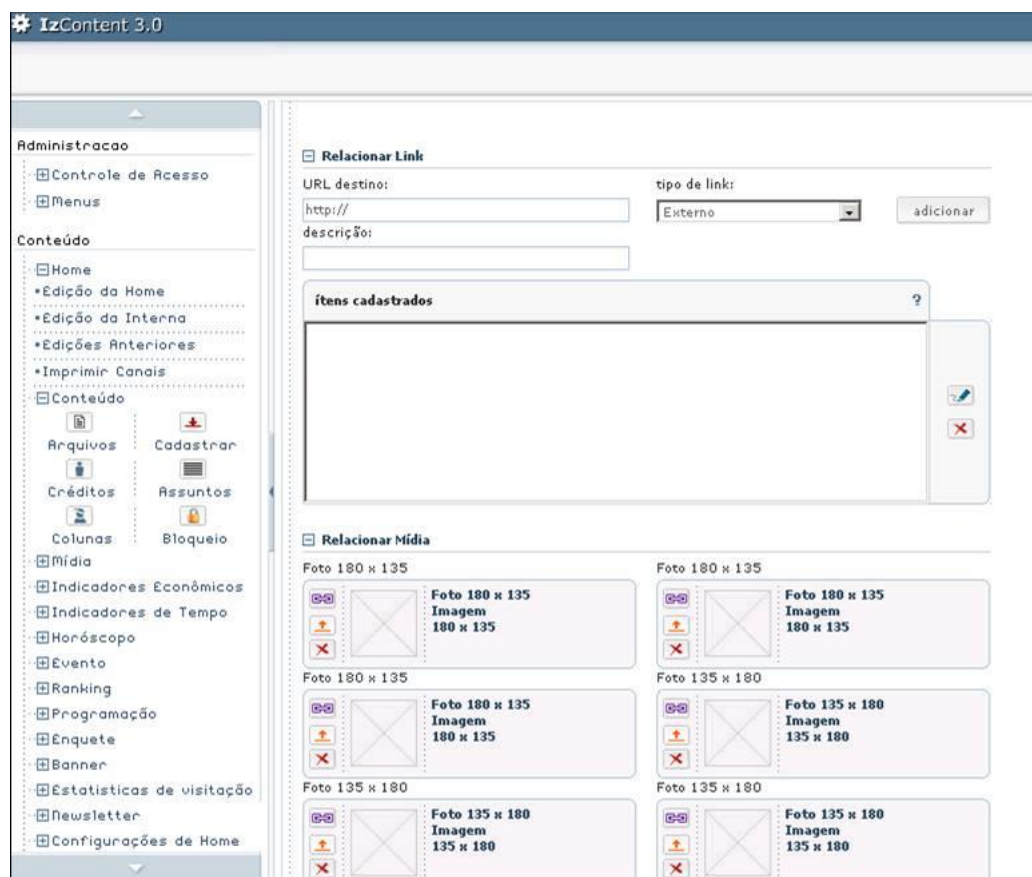 IzContent 3.0
Administracao
Controle de Acesso
Menus
Conteúdo
Home
Edição da Home
Edição da Interna
Edições Anteriores
Imprimir Canais
Conteúdo
Arquivos Cadastrar
Créditos Assuntos
Colunas Bloqueio
Mídia
Indicadores Econômicos
Indicadores de Tempo
Horóscopo
Evento
Ranking
Programação
Enquete
Banner
Estatisticas de visitação
Newsletter
Configurações de Home
Relacionar Link
URL destino: tipo de link:
http:// Externo adicionar
descrição:
ítens cadastrados ?
Relacionar Mídia
Foto 180 x 135
Foto 180 x 135
Imagem
180 x 135
Foto 180 x 135
Foto 180 x 135
Imagem
180 x 135
Foto 180 x 135
Foto 180 x 135
Imagem
180 x 135
Foto 135 x 180
Foto 135 x 180
Imagem
135 x 180
Foto 135 x 180
Foto 135 x 180
Imagem
135 x 180
Foto 135 x 180
Foto 135 x 180
Imagem
135 x 180